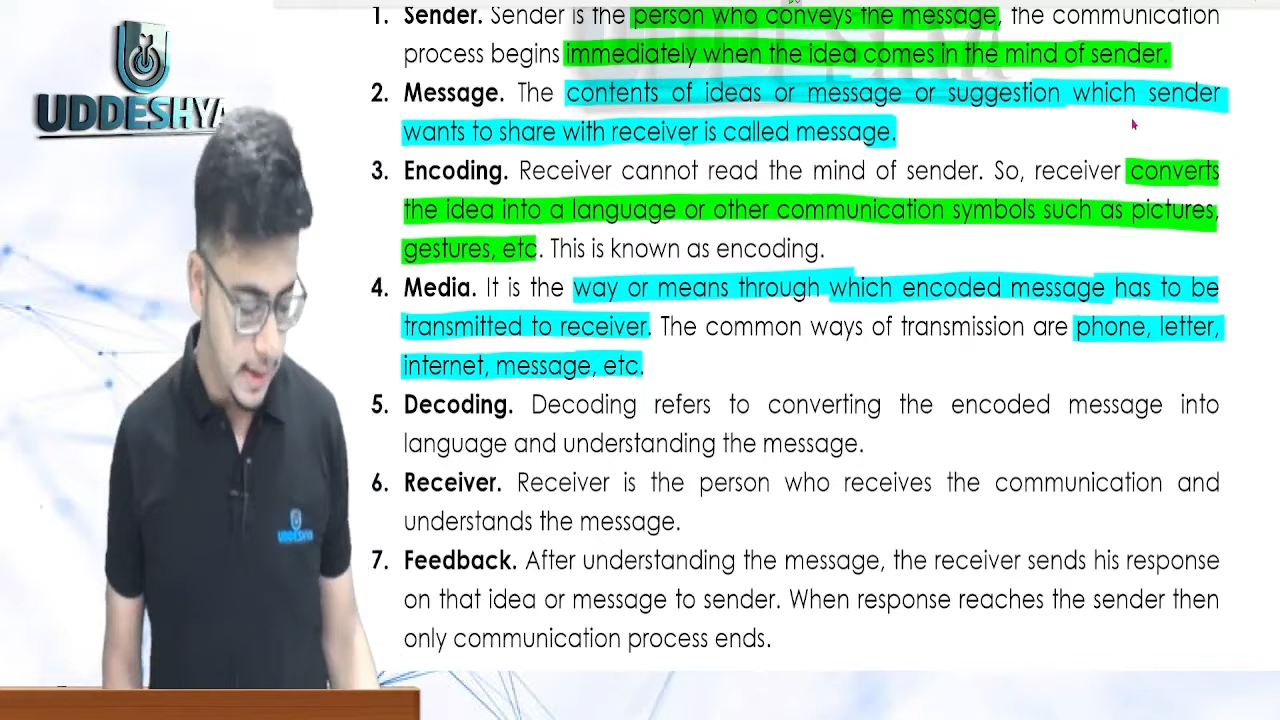 1. Sender. Sender is the person who conveys the message, the communication
process begins immediately when the idea comes in the mind of sender.
UDDESHYA
2. Message. The contents of ideas or message or suggestion which sender
wants to share with receiver is called message.
3. Encoding. Receiver cannot read the mind of sender. So, receiver converts
the idea into a language or other communication symbols such as pictures,
gestures, etc. This is known as encoding.
4. Media. It is the way or means through which encoded message has to be
transmitted to receiver. The common ways of transmission are phone, letter,
internet, message, etc.
5. Decoding. Decoding refers to converting the encoded message into
language and understanding the message.
6. Receiver. Receiver is the person who receives the communication and
understands the message.
UDDESHYA
7. Feedback. After understanding the message, the receiver sends his response
on that idea or message to sender. When response reaches the sender then
only communication process ends.